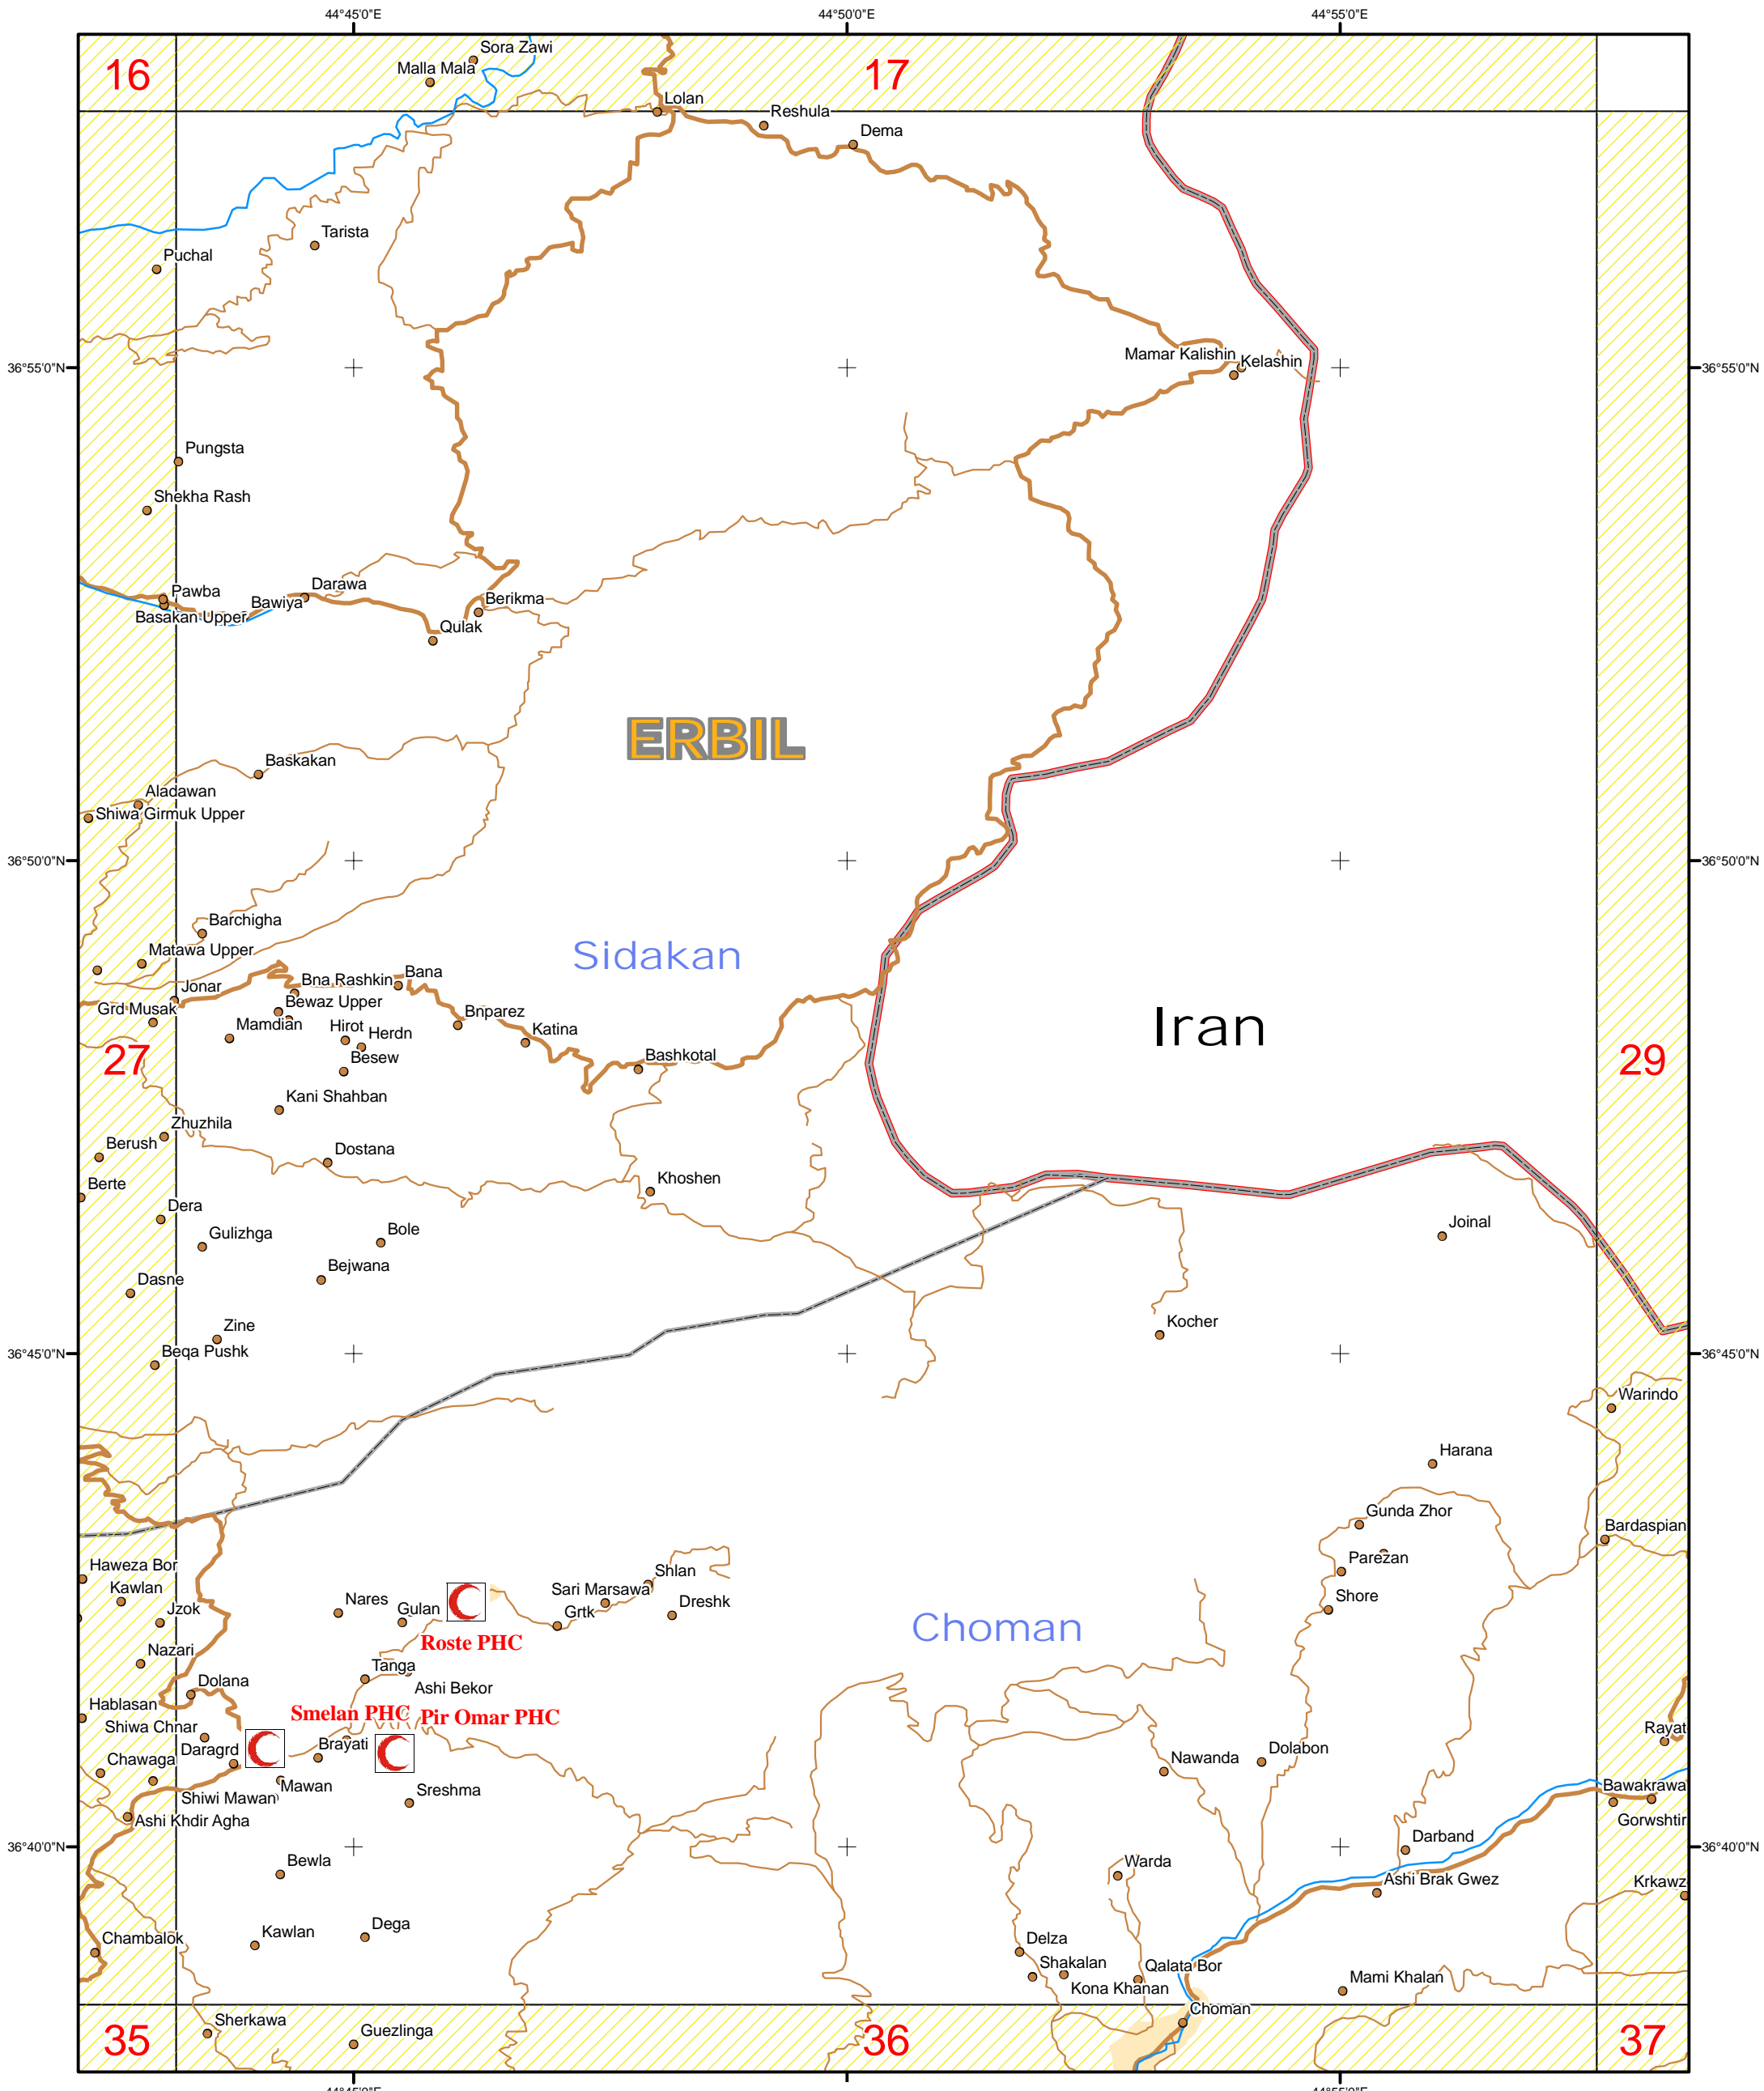 44°45'0"E
44°50'0"E
44°55'0"E
16
17
Sora Zawi
Malla Mala
Lolan
Reshula
Dema
Tarista
Puchal
Mamar Kalishin
Kelashin
36°55'0"N
36°55'0"N
Pungsta
Shekha Rash
Pawba
Darawa
Bawiya
Berikma
Basakan Upper
Qulak
ERBIL
Baskakan
Aladawan
Shiwa Girmuk Upper
36°50'0"N
36°50'0"N
Barchigha
Matawa Upper
Sidakan
Bana
Bna Rashkin
Jonar
Bewaz Upper
Grd Musak
Bnparez
Iran
Mamdian
Hirot
Herdn
Katina
27
Besew
Bashkotal
29
Kani Shahban
Zhuzhila
Berush
Dostana
Khoshen
Berte
Dera
Gulizhga
Bole
Joinal
Bejwana
Dasne
Zine
Kocher
Beqa Pushk
36°45'0"N
36°45'0"N
Warindo
Harana
Gunda Zhor
Bardaspian
Haweza Bor
Parezan
Kawlan
Shlan
Sari Marsawa
Nares
Gulan
Jzok
Grtk
Dreshk
Shore
Choman
Roste PHC
Nazari
Tanga
Dolana
Ashi Bekor
Hablasan
Smelan PHC
Pir Omar PHC
Shiwa Chnar
Rayat
Daragrd
Brayati
Chawaga
Nawanda
Dolabon
Mawan
Sreshma
Shiwi Mawan
Bawakrawa
Ashi Khdir Agha
Gorwshtir
36°40'0"N
36°40'0"N
Darband
Bewla
Warda
Ashi Brak Gwez
Krkawz
Dega
Kawlan
Delza
Chambalok
Shakalan
Qalata Bor
Kona Khanan
Mami Khalan
Choman
Sherkawa
Guezlinga
35
36
37
44°45'0"E
44°55'0"E